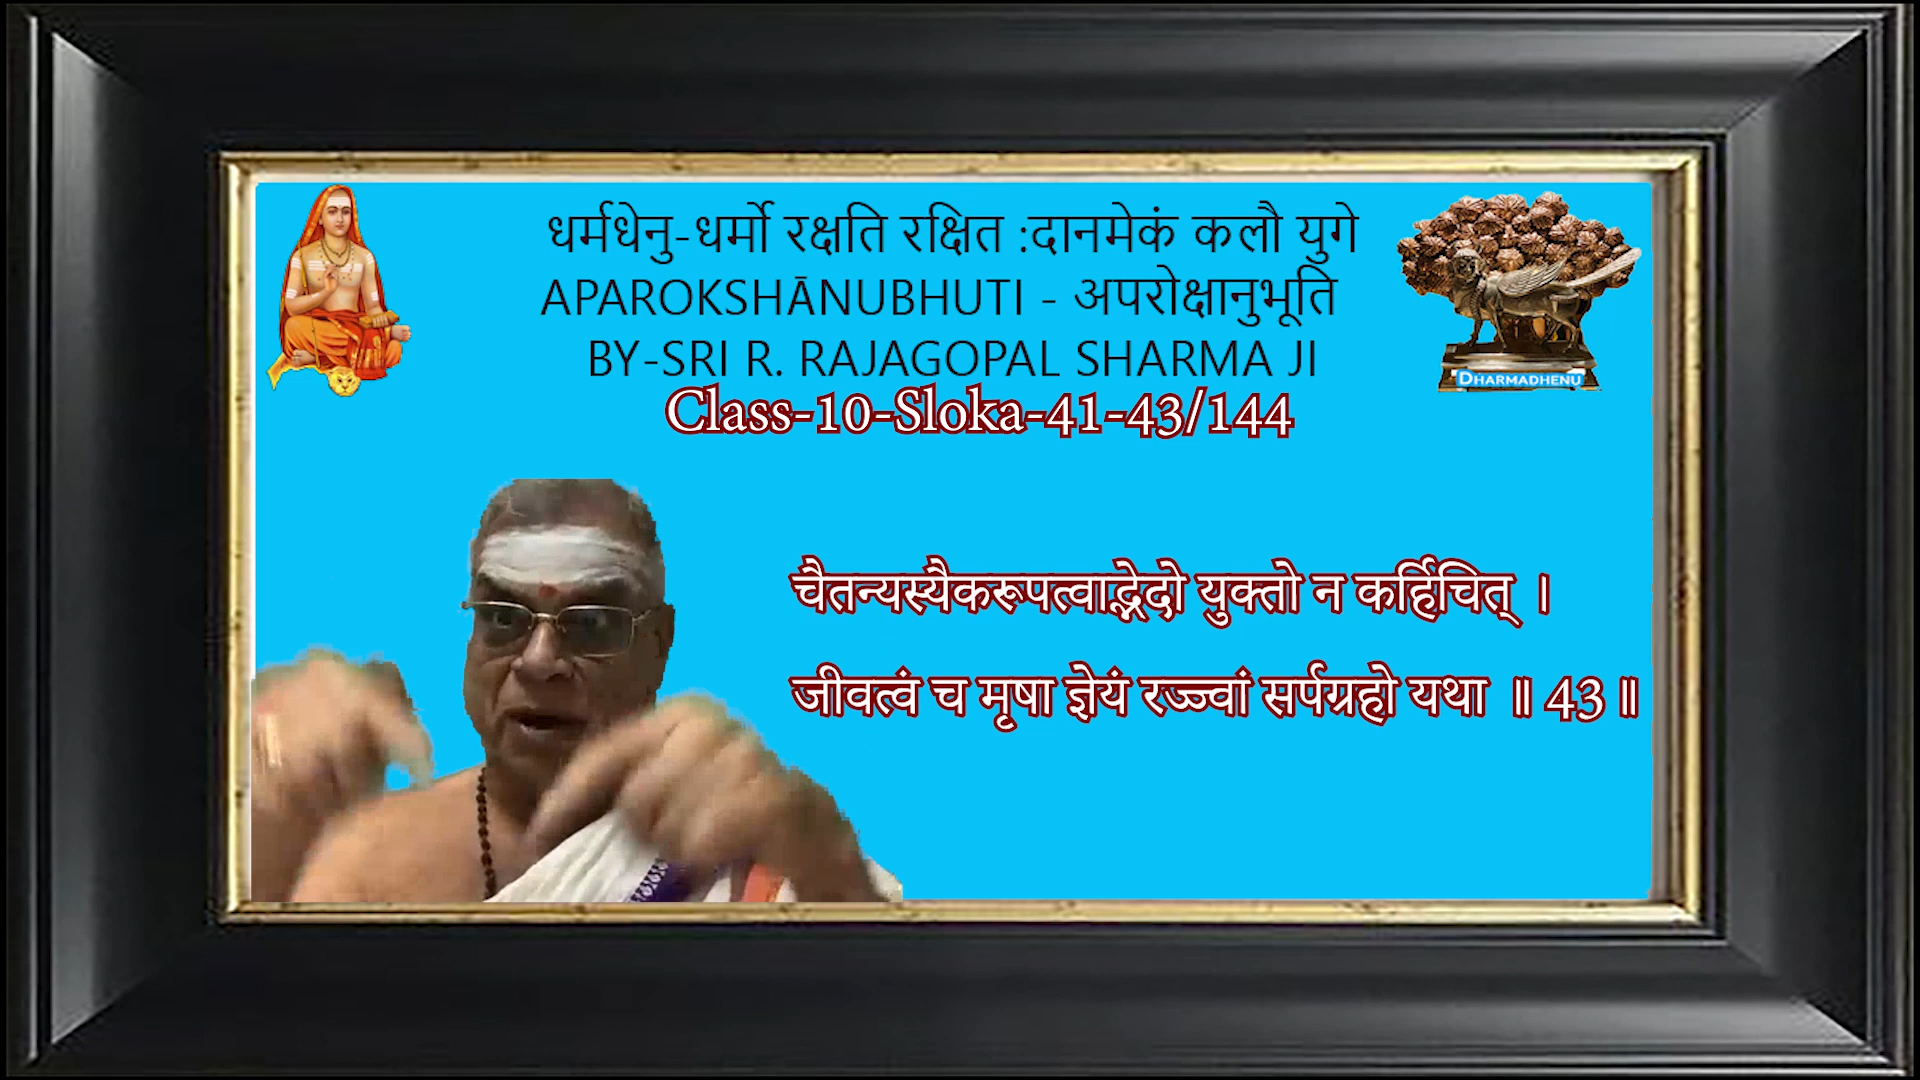 धर्मधेनु-धर्मो रक्षति रक्षित :दानमेकं कलौ युगे
APAROKSHĀNUBHUTI - अपरोक्षानुभूति
BY-SRI R. RAJAGOPAL SHARMA JI
DHARMADHENU
Class-10-Sloka-41-43/144
चैतन्यस्यैकरूपत्वाद्भेदो युक्तो न कर्हिचित् ।
जीवत्वं च मृषा ज्ञेयं रज्ज्वां सर्पग्रहो यथा ॥ 43 ॥